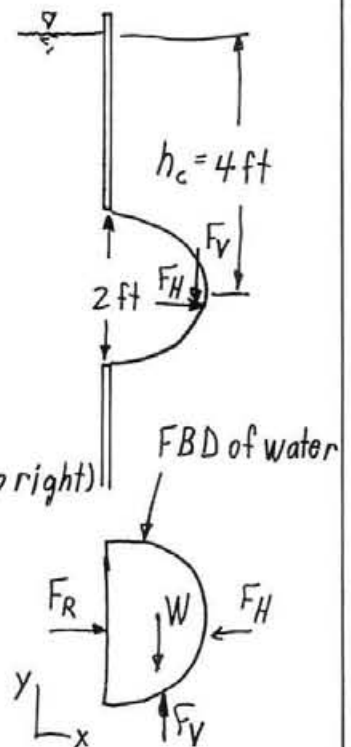 h_c = 4 ft
F_V
F_H
2 ft
right)
FBD of water
F_R
W
F_H
F_V
y
x